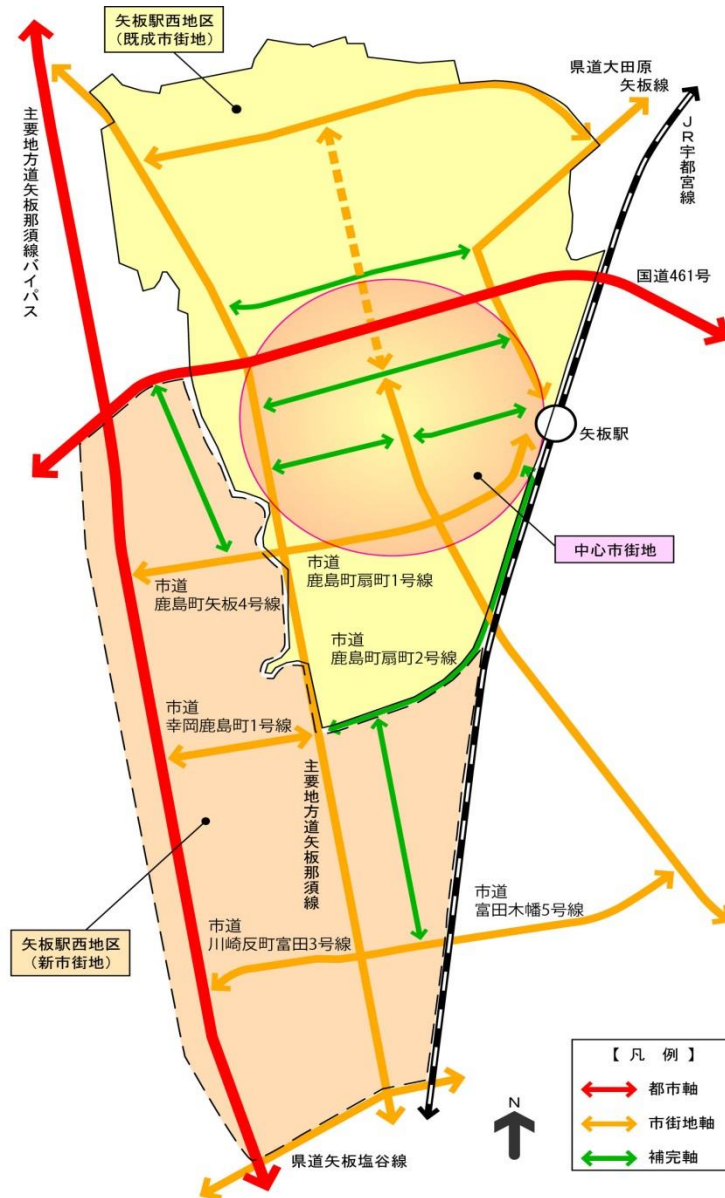 矢板駅西地区
(既成市街地)
県道大田原
矢板線
JR宇都宮線
主要地方道矢板那須線バイパス
国道461号
矢板駅
中心市街地
市道
鹿島町扇町1号線
市道
鹿島町矢板4号線
市道
鹿島町扇町2号線
市道
幸岡鹿島町1号線
主要地方道矢板那須線
市道
富田木幡5号線
市道
川崎反町富田3号線
矢板駅西地区
(新市街地)
県道矢板塩谷線
N
【 凡 例 】
都市軸
市街地軸
補完軸